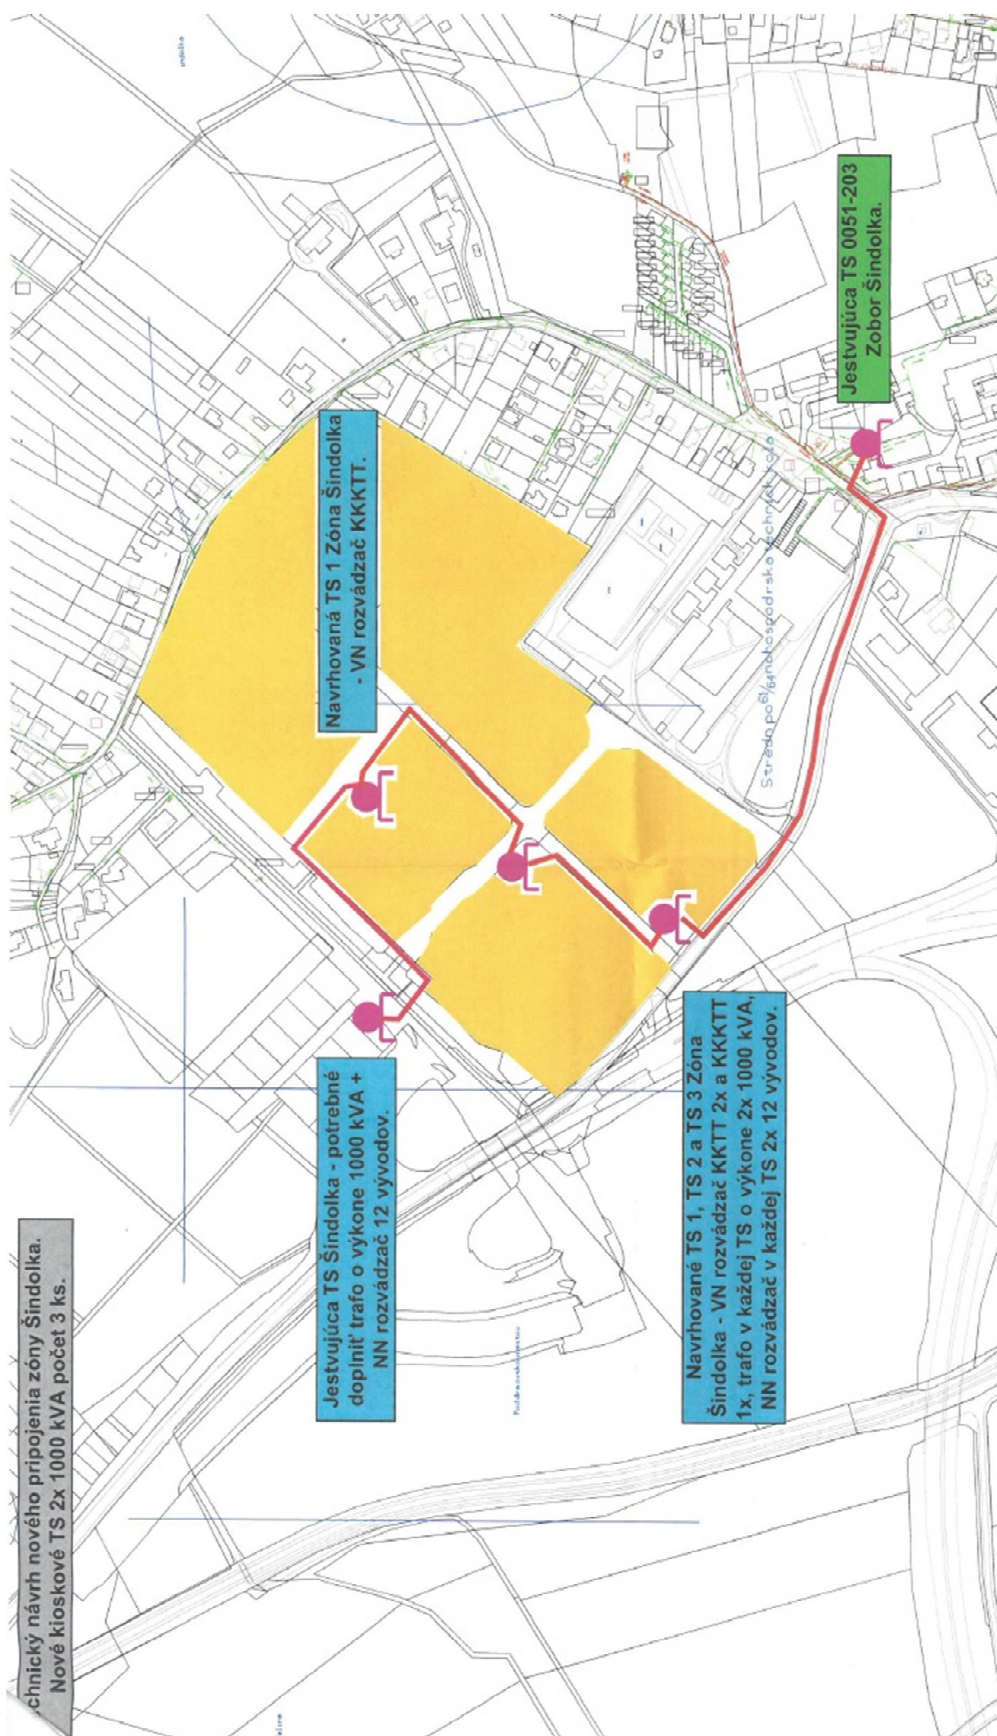 chnický návrh nového pripojenia zóny Šindolka.
Nové kioskové TS 2x 1000 kVA počet 3 ks.
Jestvujúca TS Šindolka - potrebné
doplniť trafo o výkone 1000 kVA +
NN rozvádzač 12 vývodov.
Navrhovaná TS 1 Zóna Šindolka
- VN rozvádzač KKKTT.
Navrhované TS 1, TS 2 a TS 3 Zóna
Šindolka - VN rozvádzač KKTT 2x a KKKTT
1x, trafo v každej TS o výkone 2x 1000 kVA,
NN rozvádzač v každej TS 2x 12 vývodov.
Jestvujúca TS 0051-203
Zobor Šindolka.